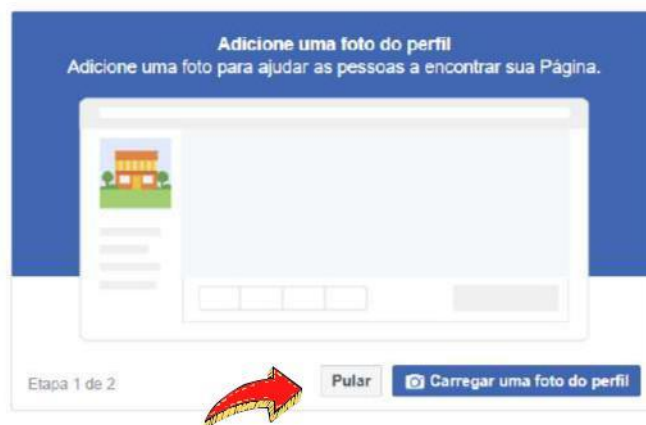 Adicione uma foto do perfil
Adicione uma foto para ajudar as pessoas a encontrar sua Página.
Etapa 1 de 2
Pular
Carregar uma foto do perfil